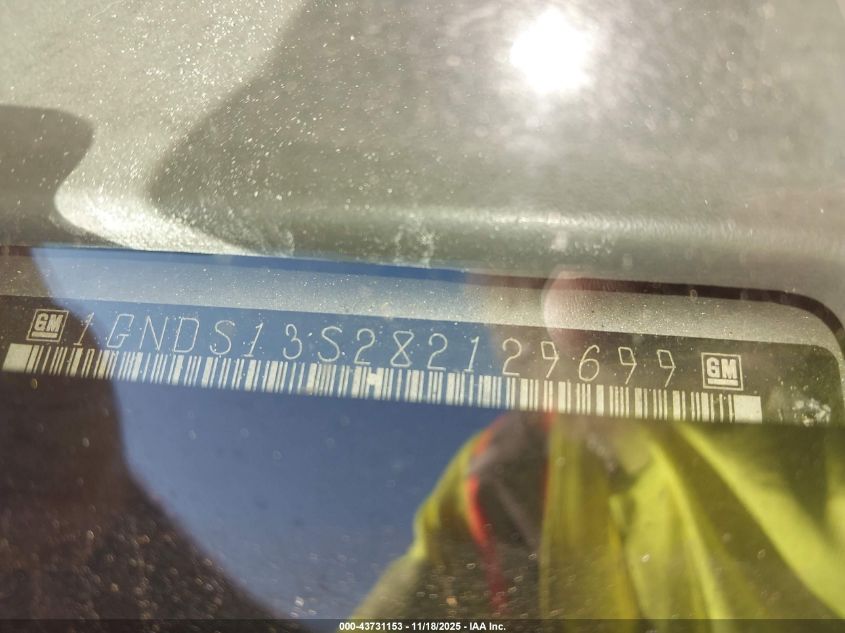 GM 1GNDS13S282129699 GM
000-43731153 - 11/18/2025 - IAA Inc.